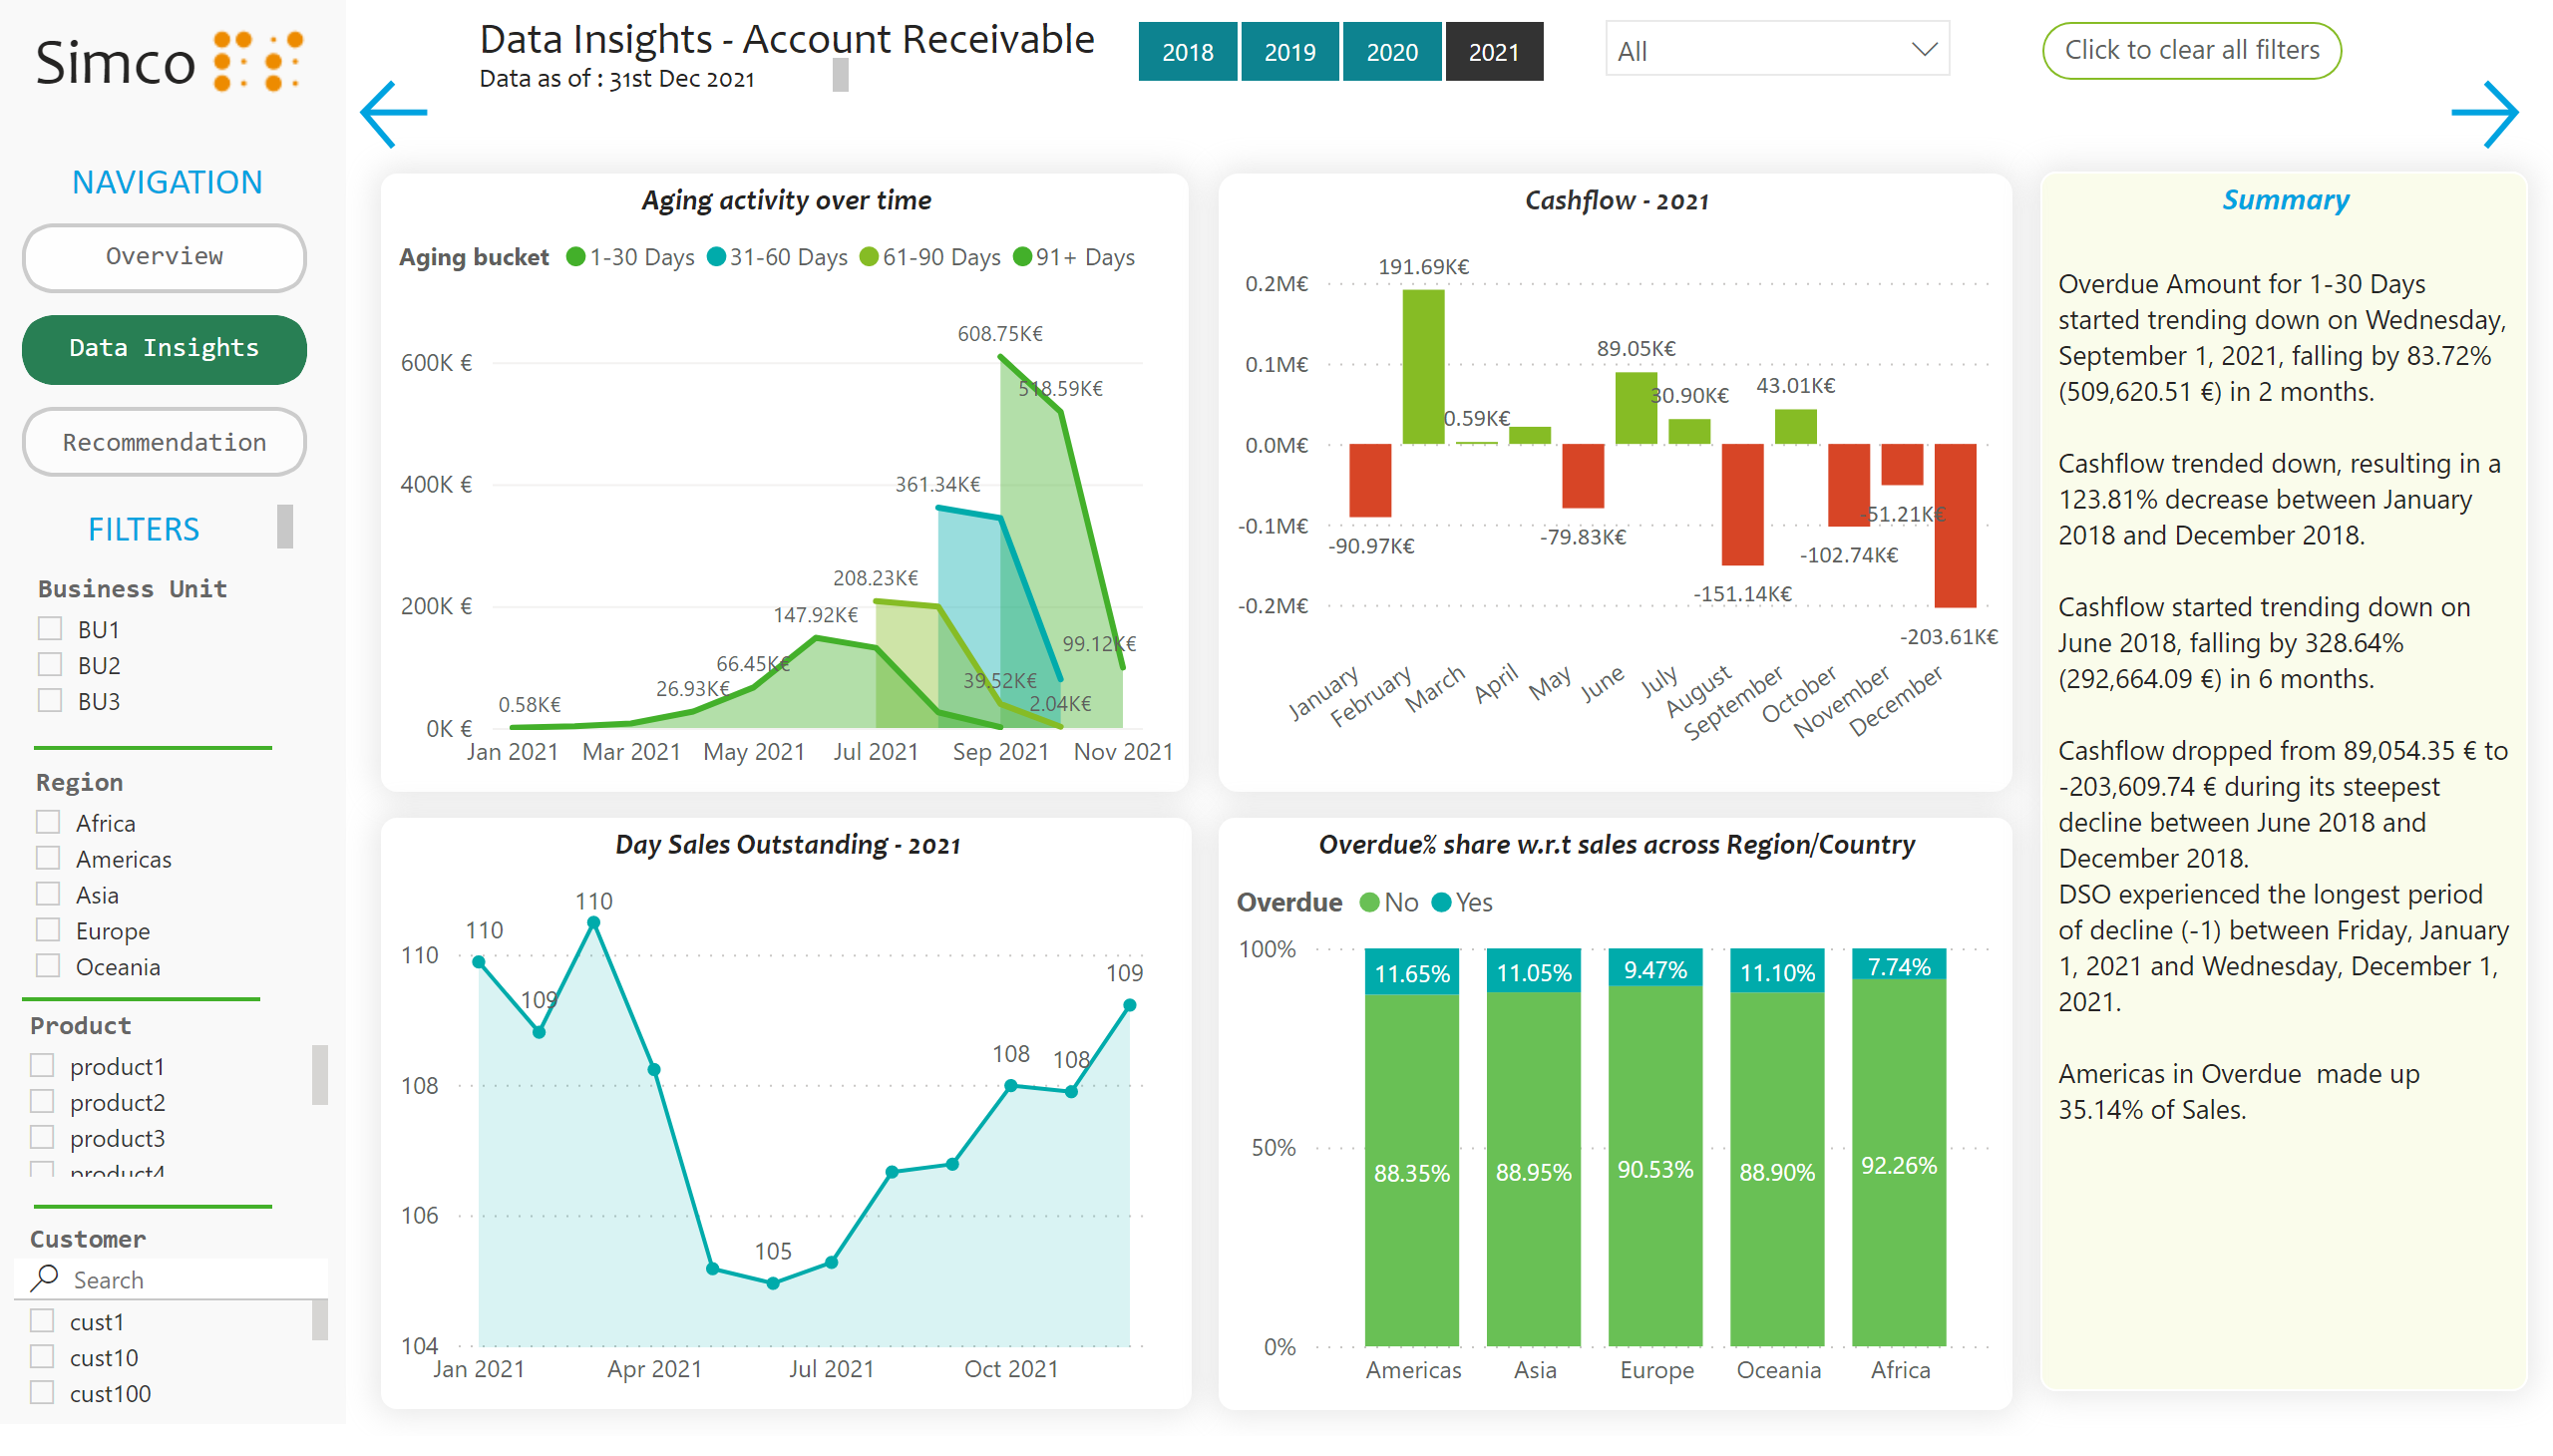 Simco
Data Insights - Account Receivable
Data as of : 31st Dec 2021
2018
2019
2020
2021
All
Click to clear all filters
NAVIGATION
Overview
Data Insights
Recommendation
FILTERS
Business Unit
BU1
BU2
BU3
Region
Africa
Americas
Asia
Europe
Oceania
Product
product1
product2
product3
product4
Customer
Search
cust1
cust10
cust100
Aging activity over time
Aging bucket 1-30 Days 31-60 Days 61-90 Days 91+ Days
600K €
400K €
200K €
0K €
608.75K€
518.59K€
361.34K€
208.23K€
147.92K€
99.12K€
66.45K€
39.52K€
26.93K€
2.04K€
0.58K€
Jan 2021 Mar 2021 May 2021 Jul 2021 Sep 2021 Nov 2021
Cashflow - 2021
0.2M€
0.1M€
0.0M€
-0.1M€
-0.2M€
-90.97K€
191.69K€
0.59K€
-79.83K€
89.05K€
30.90K€
-151.14K€
43.01K€
-102.74K€
-51.21K€
-203.61K€
January
February
March
April
May
June
July
August
September
October
November
December
Day Sales Outstanding - 2021
110
108
106
104
110
109
110
105
108
108
109
Jan 2021 Apr 2021 Jul 2021 Oct 2021
Overdue% share w.r.t sales across Region/Country
Overdue No Yes
100%
50%
0%
11.65% 11.05% 9.47% 11.10% 7.74%
88.35% 88.95% 90.53% 88.90% 92.26%
Americas Asia Europe Oceania Africa
Summary
Overdue Amount for 1-30 Days
started trending down on Wednesday,
September 1, 2021, falling by 83.72%
(509,620.51 €) in 2 months.
Cashflow trended down, resulting in a
123.81% decrease between January
2018 and December 2018.
Cashflow started trending down on
June 2018, falling by 328.64%
(292,664.09 €) in 6 months.
Cashflow dropped from 89,054.35 € to
-203,609.74 € during its steepest
decline between June 2018 and
December 2018.
DSO experienced the longest period
of decline (-1) between Friday, January
1, 2021 and Wednesday, December 1,
2021.
Americas in Overdue  made up
35.14% of Sales.